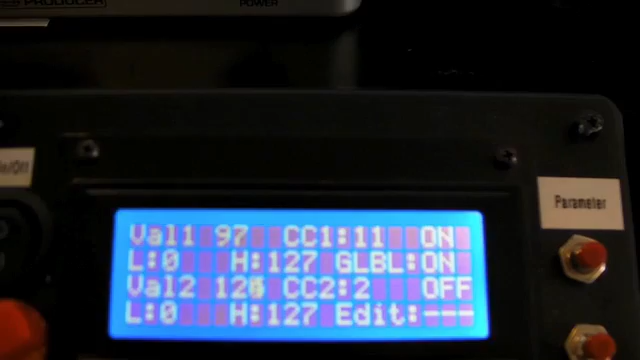 PRODUCER
POWER
Parameter
Val1 97 CC1:11 ON
L:0 H:127 GLBL:ON
CC2:2 OFF
L:0 H:127 Edit:---
Val2